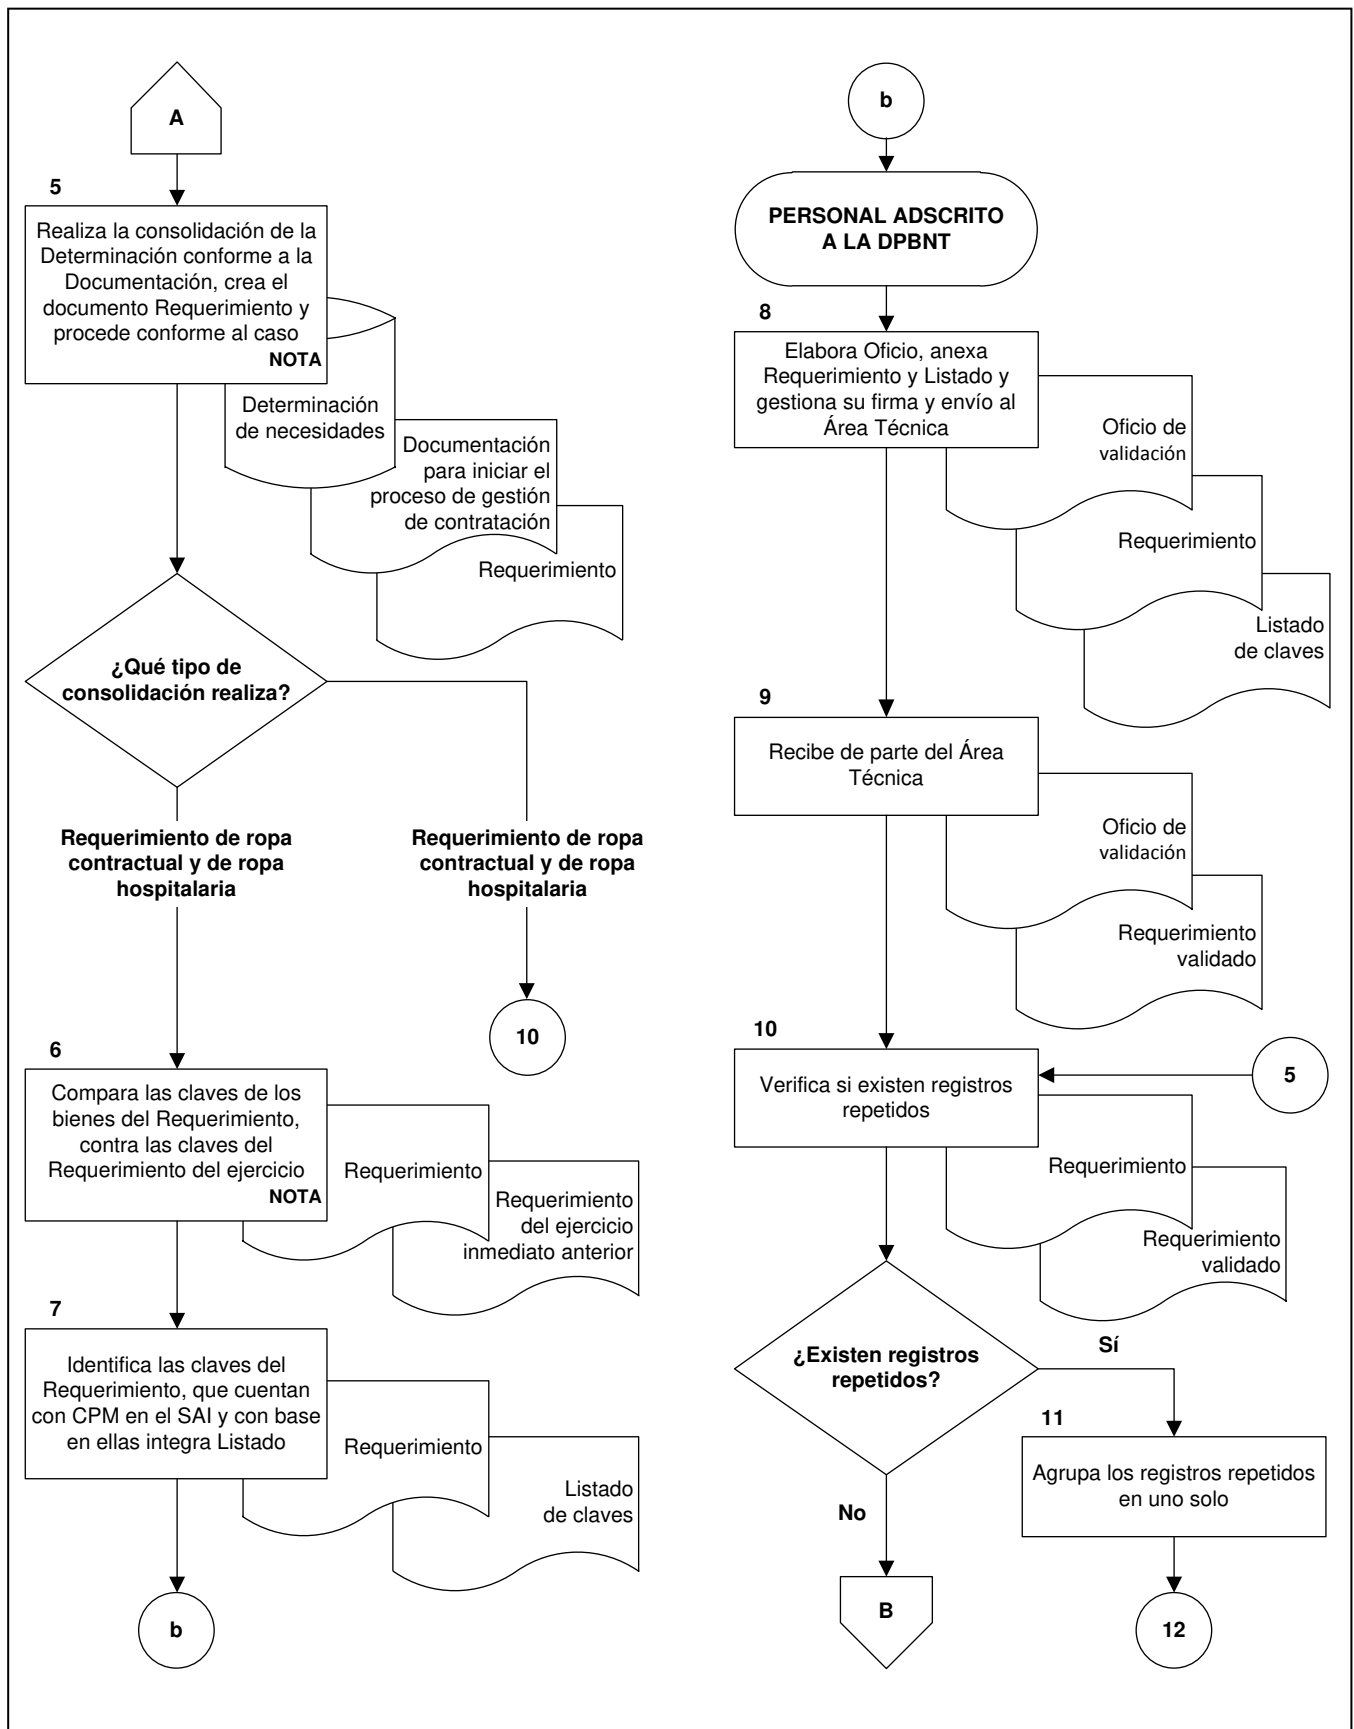 A
5
Realiza la consolidación de la
Determinación conforme a la
Documentación, crea el
documento Requerimiento y
procede conforme al caso
NOTA
Determinación
de necesidades
Documentación
para iniciar el
proceso de gestión
de contratación
Requerimiento
¿Qué tipo de
consolidación realiza?
Requerimiento de ropa
contractual y de ropa
hospitalaria
Requerimiento de ropa
contractual y de ropa
hospitalaria
10
6
Compara las claves de los
bienes del Requerimiento,
contra las claves del
Requerimiento del ejercicio
NOTA
Requerimiento
Requerimiento
del ejercicio
inmediato anterior
7
Identifica las claves del
Requerimiento, que cuentan
con CPM en el SAI y con base
en ellas integra Listado
Requerimiento
Listado
de claves
b
b
PERSONAL ADSCRITO
A LA DPBNT
8
Elabora Oficio, anexa
Requerimiento y Listado y
gestiona su firma y envío al
Área Técnica
Oficio de
validación
Requerimiento
Listado
de claves
9
Recibe de parte del Área
Técnica
Oficio de
validación
Requerimiento
validado
10
Verifica si existen registros
repetidos
5
Requerimiento
Requerimiento
validado
¿Existen registros
repetidos?
Sí
11
Agrupa los registros repetidos
en uno solo
No
B
12